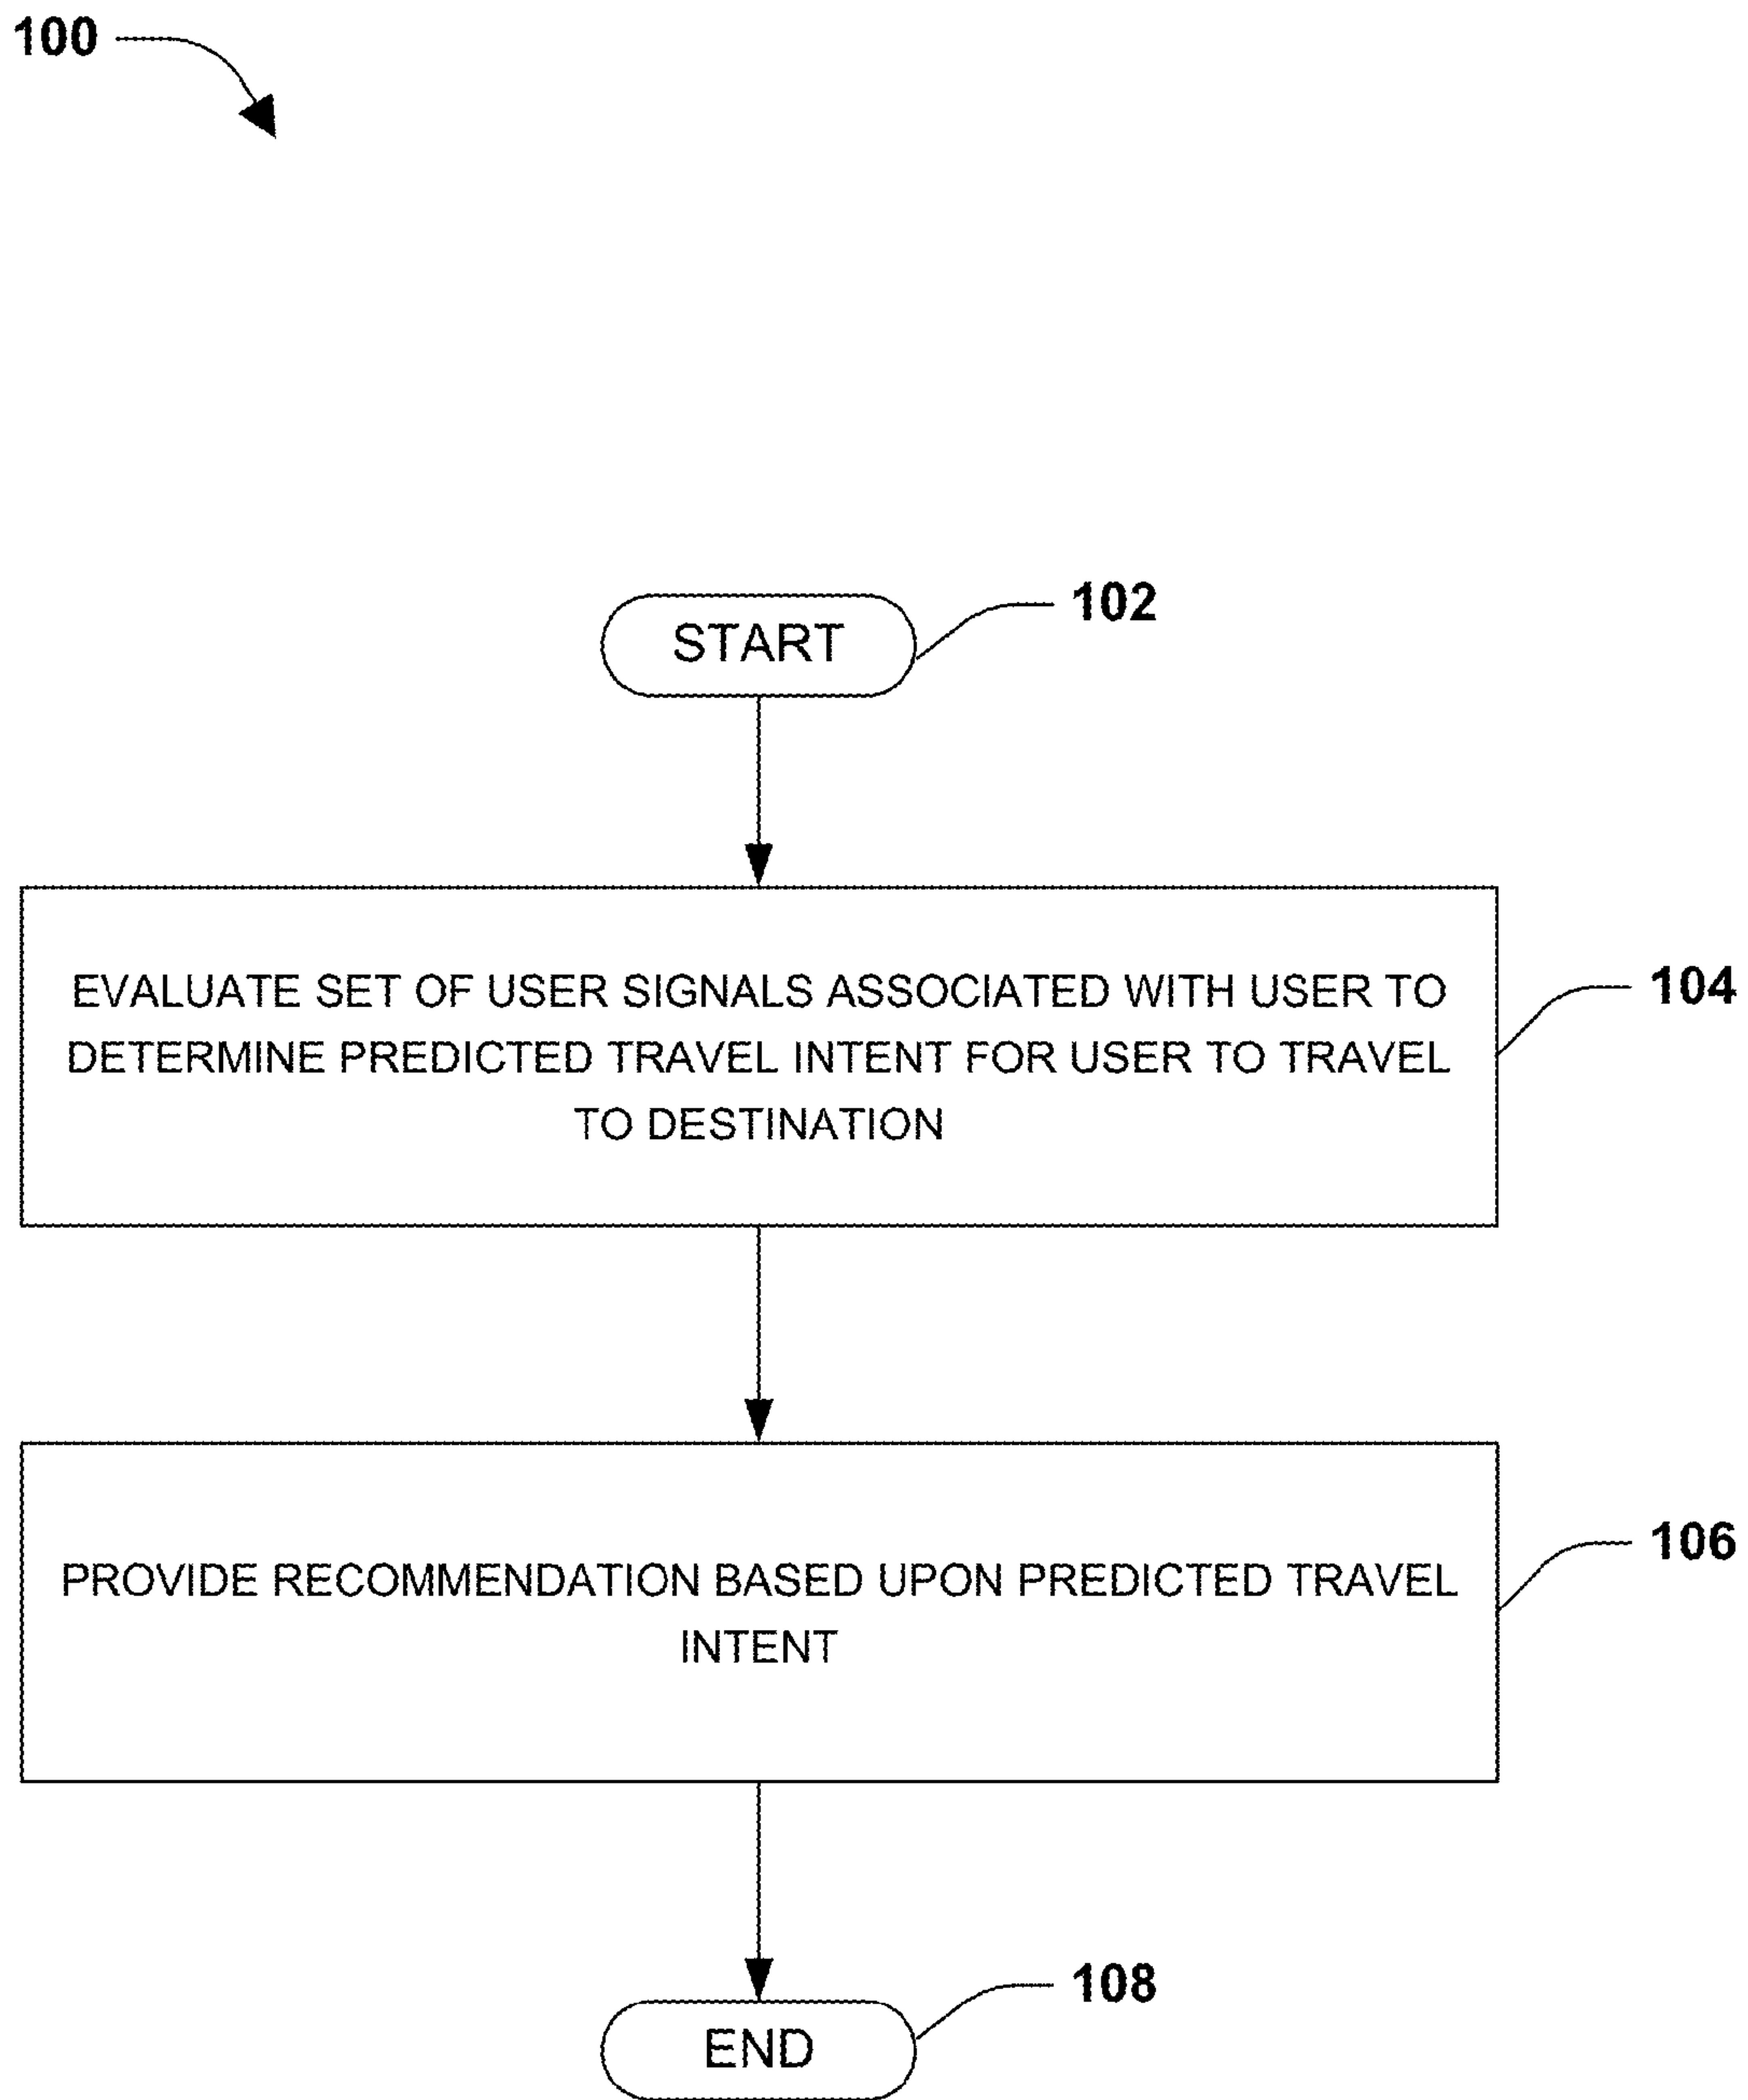 100
102
START
EVALUATE SET OF USER SIGNALS ASSOCIATED WITH USER TO
DETERMINE PREDICTED TRAVEL INTENT FOR USER TO TRAVEL
TO DESTINATION
104
PROVIDE RECOMMENDATION BASED UPON PREDICTED TRAVEL
INTENT
106
108
END